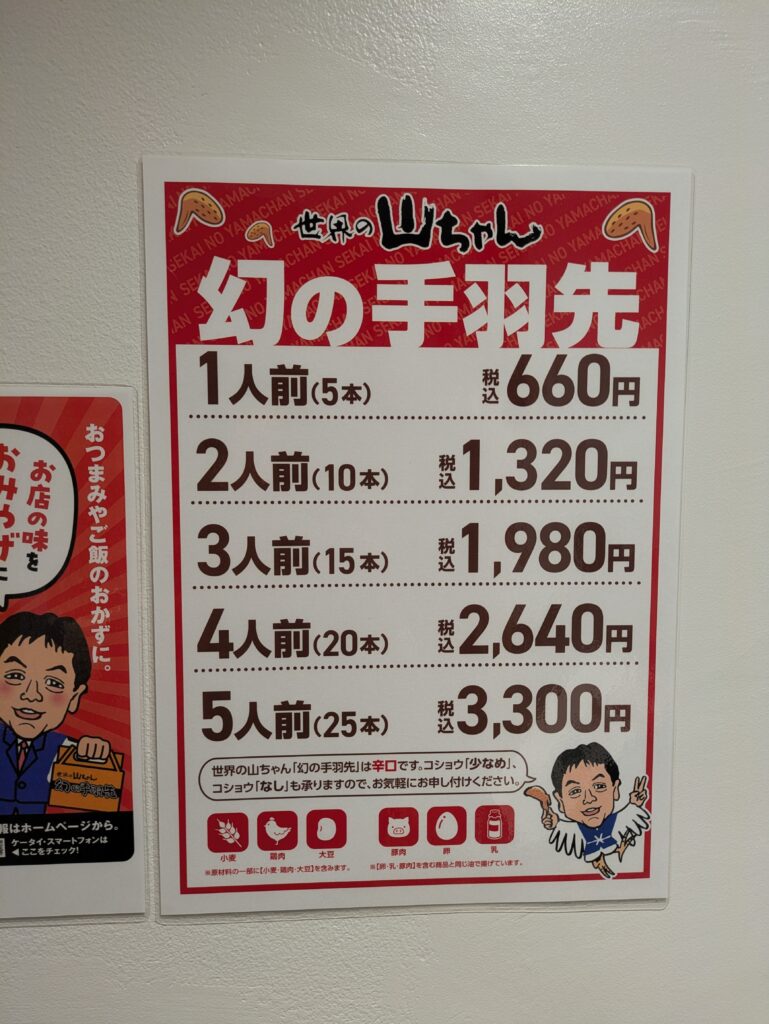 世界の山ちゃん
幻の手羽先
1人前(5本) 税込660円
2人前(10本) 税込1,320円
3人前(15本) 税込1,980円
4人前(20本) 税込2,640円
5人前(25本) 税込3,300円
世界の山ちゃん「幻の手羽先」は辛口です。コショウ「少なめ」、
コショウ「なし」も承りますので、お気軽にお申し付けください。
小麦 鶏肉 大豆 豚肉 卵 乳
※原材料の一部に【小麦・鶏肉・大豆】を含みます。
※【卵・乳・豚肉】を含む商品と同じ油で揚げています。
SEKAI NO YAMACHAN
おつまみやご飯のおかずに。
お店の味を
おみやげに
世界の山ちゃん
幻の手羽先
報はホームページから。
ケータイ・スマートフォンは
◀ここをチェック!